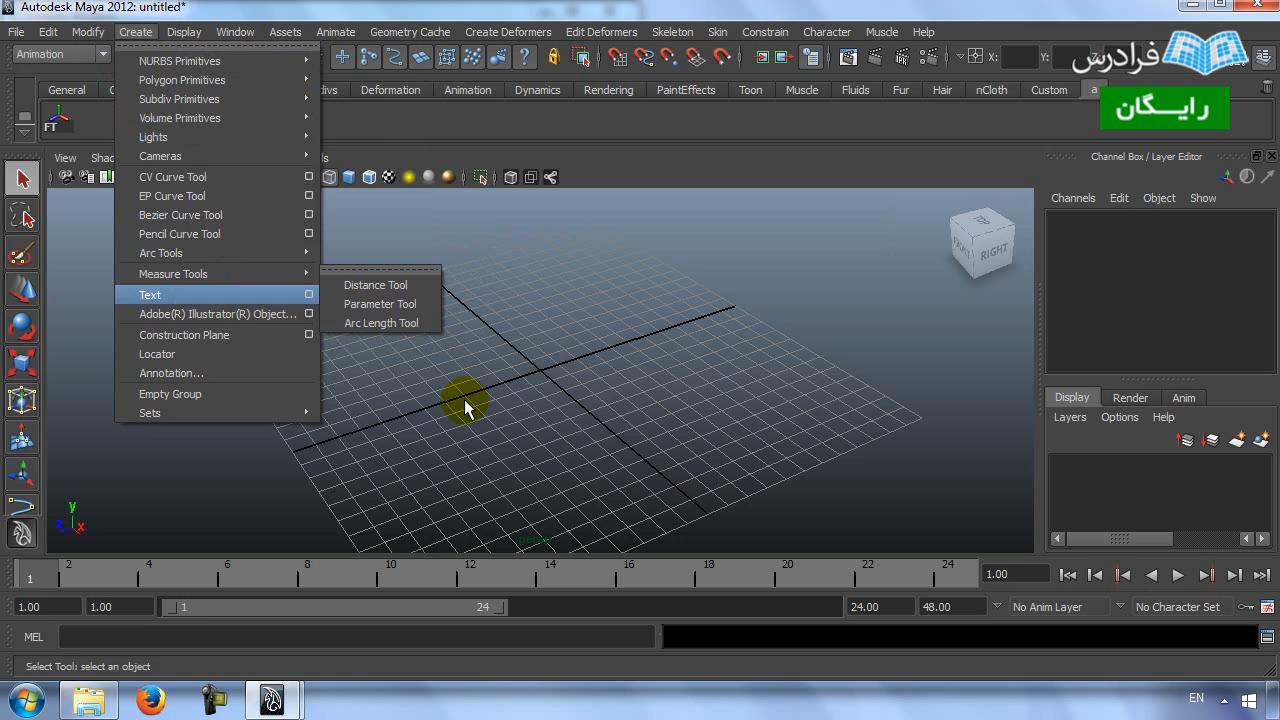 Autodesk Maya 2012: untitled*
File Edit Modify Create Display Window Assets Animate Geometry Cache Create Deformers Edit Deformers Skeleton Skin Constrain Character Muscle Help
Animation
X:
Y:
فرادرس
رایـــگان
General
Deformation Animation Dynamics Rendering PaintEffects Toon Muscle Fluids Fur Hair nCloth Custom
FT
View
NURBS Primitives
Polygon Primitives
Subdiv Primitives
Volume Primitives
Lights
Cameras
CV Curve Tool
EP Curve Tool
Bezier Curve Tool
Pencil Curve Tool
Arc Tools
Measure Tools
Text
Adobe(R) Illustrator(R) Object...
Construction Plane
Locator
Annotation...
Empty Group
Sets
Distance Tool
Parameter Tool
Arc Length Tool
RIGHT
FRONT
y
z
x
persp
Channel Box / Layer Editor
Channels Edit Object Show
Display Render Anim
Layers Options Help
1 2 4 6 8 10 12 14 16 18 20 22 24
1.00
1.00 1.00 1 24 24.00 48.00 No Anim Layer No Character Set
MEL
Select Tool: select an object
EN